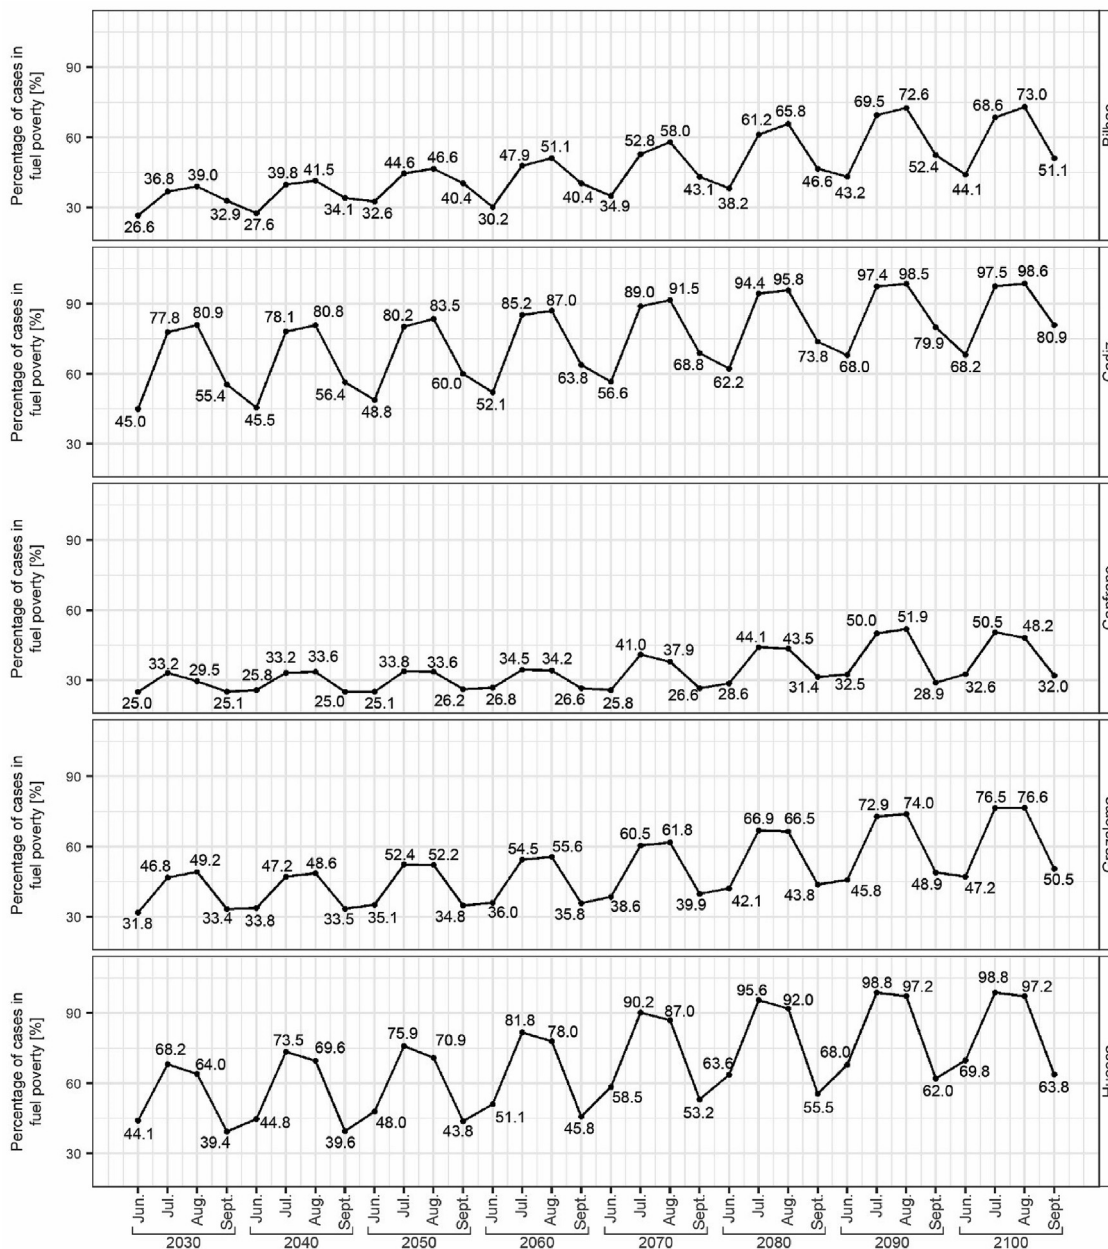 Percentage of cases in
fuel poverty [%]
90
60
30
26.6 36.8 39.0 32.9 27.6 39.8 41.5 34.1 32.6 44.6 46.6 40.4 30.2 47.9 51.1 40.4 34.9 52.8 58.0 43.1 38.2 61.2 65.8 46.6 43.2 69.5 72.6 52.4 44.1 68.6 73.0 51.1
Percentage of cases in
fuel poverty [%]
90
60
30
45.0 77.8 80.9 55.4 45.5 78.1 80.8 56.4 48.8 80.2 83.5 60.0 52.1 85.2 87.0 63.8 56.6 89.0 91.5 68.8 62.2 94.4 95.8 73.8 68.0 97.4 98.5 79.9 68.2 97.5 98.6 80.9
Percentage of cases in
fuel poverty [%]
90
60
30
25.0 33.2 29.5 25.1 25.8 33.2 33.6 25.0 25.1 33.8 33.6 26.2 26.8 34.5 34.2 26.6 25.8 41.0 37.9 26.6 28.6 44.1 43.5 31.4 32.5 50.0 51.9 28.9 32.6 50.5 48.2 32.0
Percentage of cases in
fuel poverty [%]
90
60
30
31.8 46.8 49.2 33.4 33.8 47.2 48.6 33.5 35.1 52.4 52.2 34.8 36.0 54.5 55.6 35.8 38.6 60.5 61.8 39.9 42.1 66.9 66.5 43.8 45.8 72.9 74.0 48.9 47.2 76.5 76.6 50.5
Percentage of cases in
fuel poverty [%]
90
60
30
44.1 68.2 64.0 39.4 44.8 73.5 69.6 39.6 48.0 75.9 70.9 43.8 51.1 81.8 78.0 45.8 58.5 90.2 87.0 53.2 63.6 95.6 92.0 55.5 68.0 98.8 97.2 62.0 69.8 98.8 97.2 63.8
Jun. Jul. Aug. Sept. Jun. Jul. Aug. Sept. Jun. Jul. Aug. Sept. Jun. Jul. Aug. Sept. Jun. Jul. Aug. Sept. Jun. Jul. Aug. Sept. Jun. Jul. Aug. Sept. Jun. Jul. Aug. Sept.
2030 2040 2050 2060 2070 2080 2090 2100